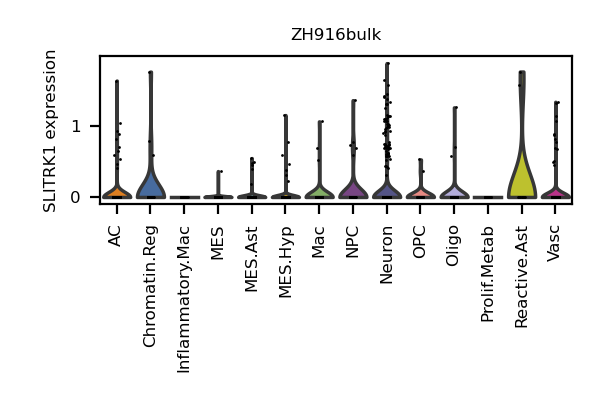 ZH916bulk
SLITRK1 expression
1
0
AC
Chromatin.Reg
Inflammatory.Mac
MES
MES.Ast
MES.Hyp
Mac
NPC
Neuron
OPC
Oligo
Prolif.Metab
Reactive.Ast
Vasc